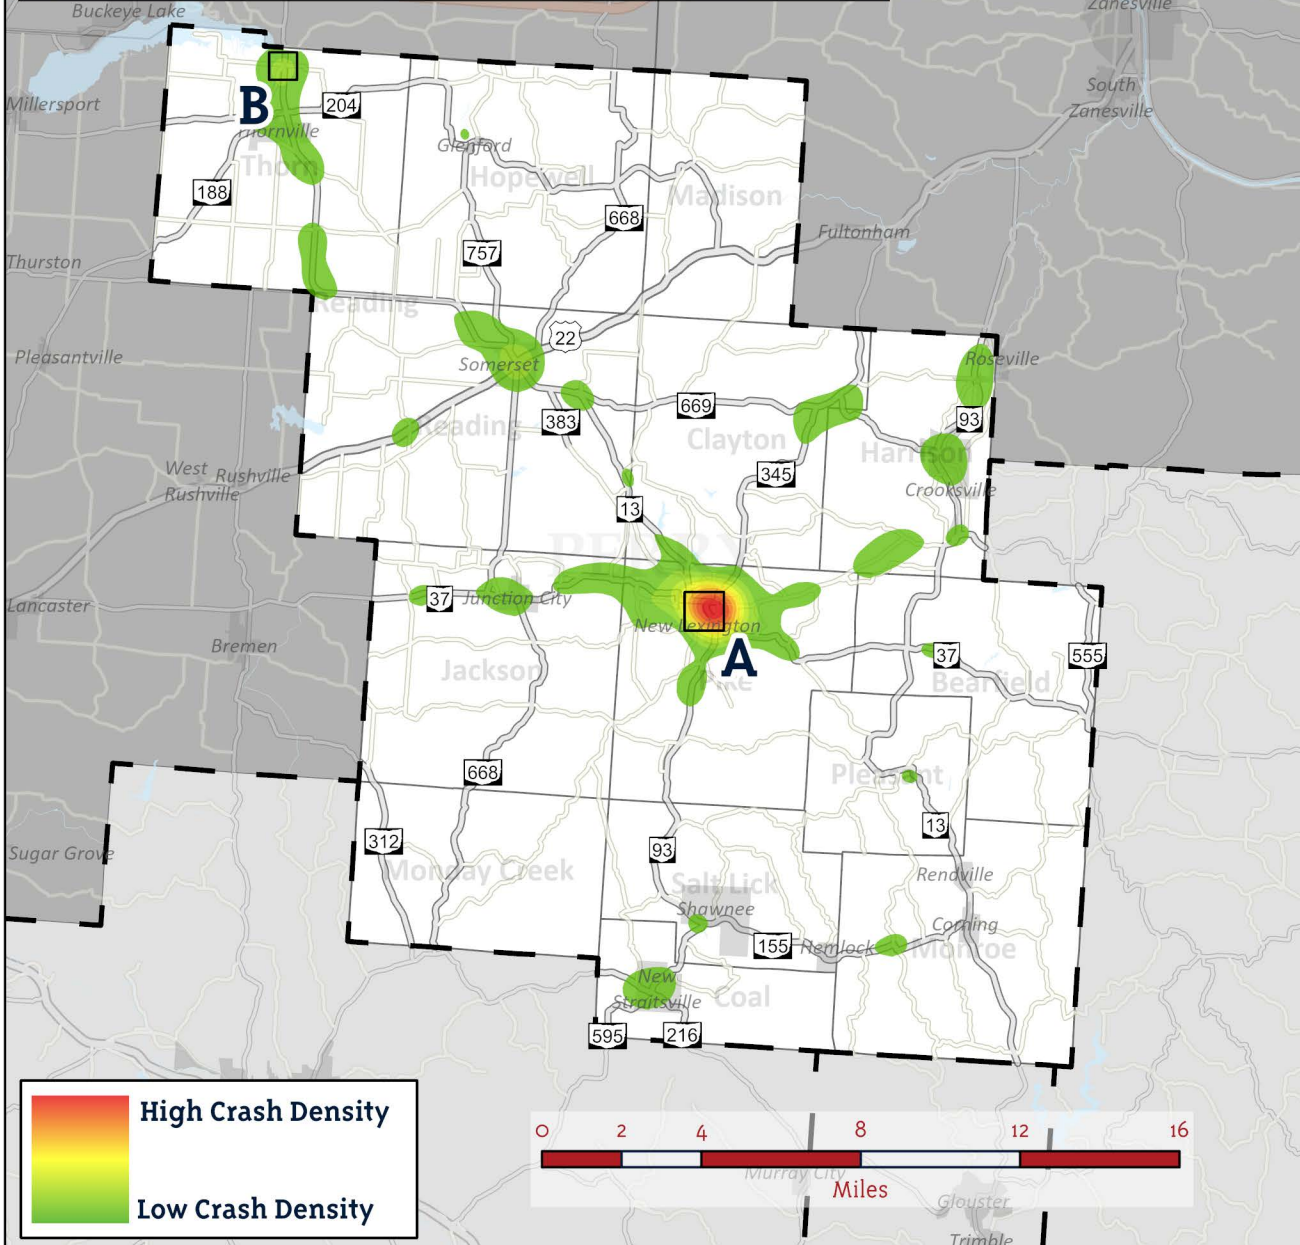 Buckeye Lake
Zanesville
Millersport
South
Zanesville
B
204
Thornville
Thorn
188
Glenford
Hopewell
Madison
668
757
Fultonham
Thurston
Reading
22
Pleasantville
Somerset
Roseville
669
93
383
Reading
Clayton
Harrison
345
West
Rushville
Rushville
Crooksville
13
PERRY
37
Junction City
Lancaster
New Lexington
Bremen
A
37
555
Jackson
PIKE
Bearfield
668
Pleasant
13
312
93
Sugar Grove
Monday Creek
Salt Lick
Rendville
Shawnee
Corning
155
Hemlock
Monroe
New
Straitsville
Coal
595
216
High Crash Density
Low Crash Density
0 2 4 8 12 16
Miles
Murray City
Glouster
Trimble